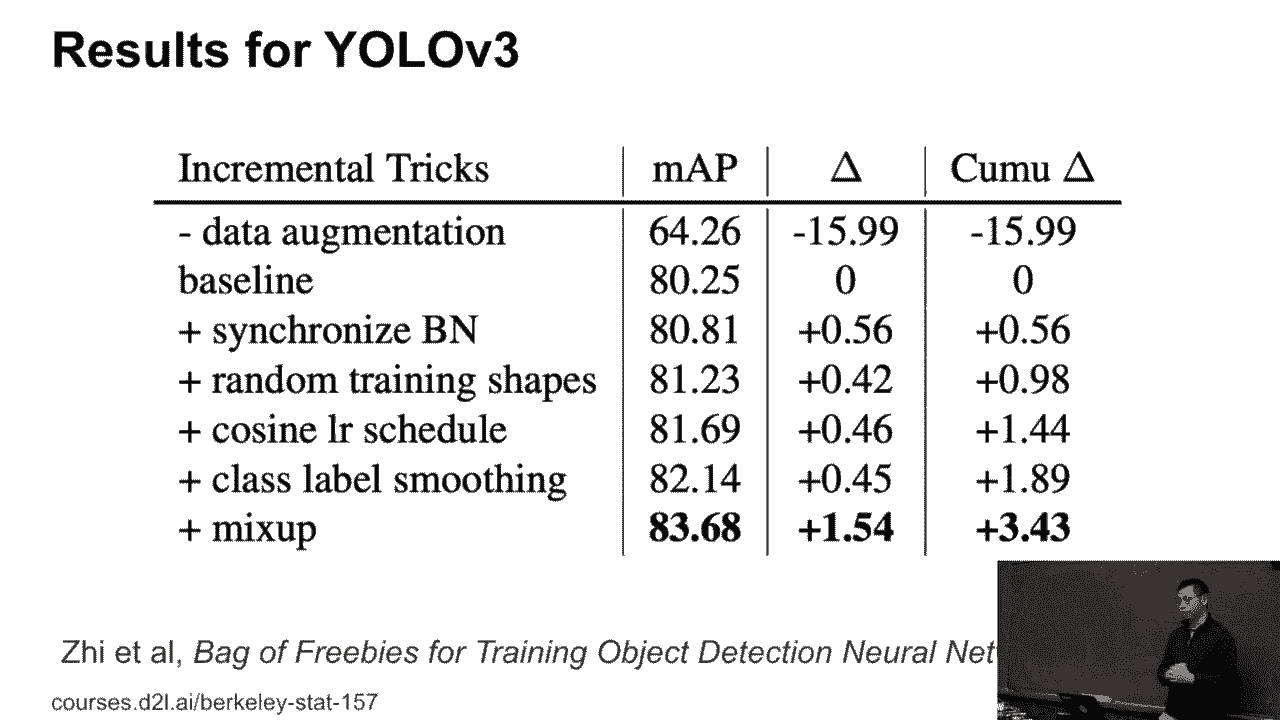 Results for YOLOv3
Incremental Tricks mAP Δ Cumu Δ
- data augmentation 64.26 -15.99 -15.99
baseline 80.25 0 0
+ synchronize BN 80.81 +0.56 +0.56
+ random training shapes 81.23 +0.42 +0.98
+ cosine lr schedule 81.69 +0.46 +1.44
+ class label smoothing 82.14 +0.45 +1.89
+ mixup 83.68 +1.54 +3.43
Zhi et al, Bag of Freebies for Training Object Detection Neural Net
courses.d2l.ai/berkeley-stat-157